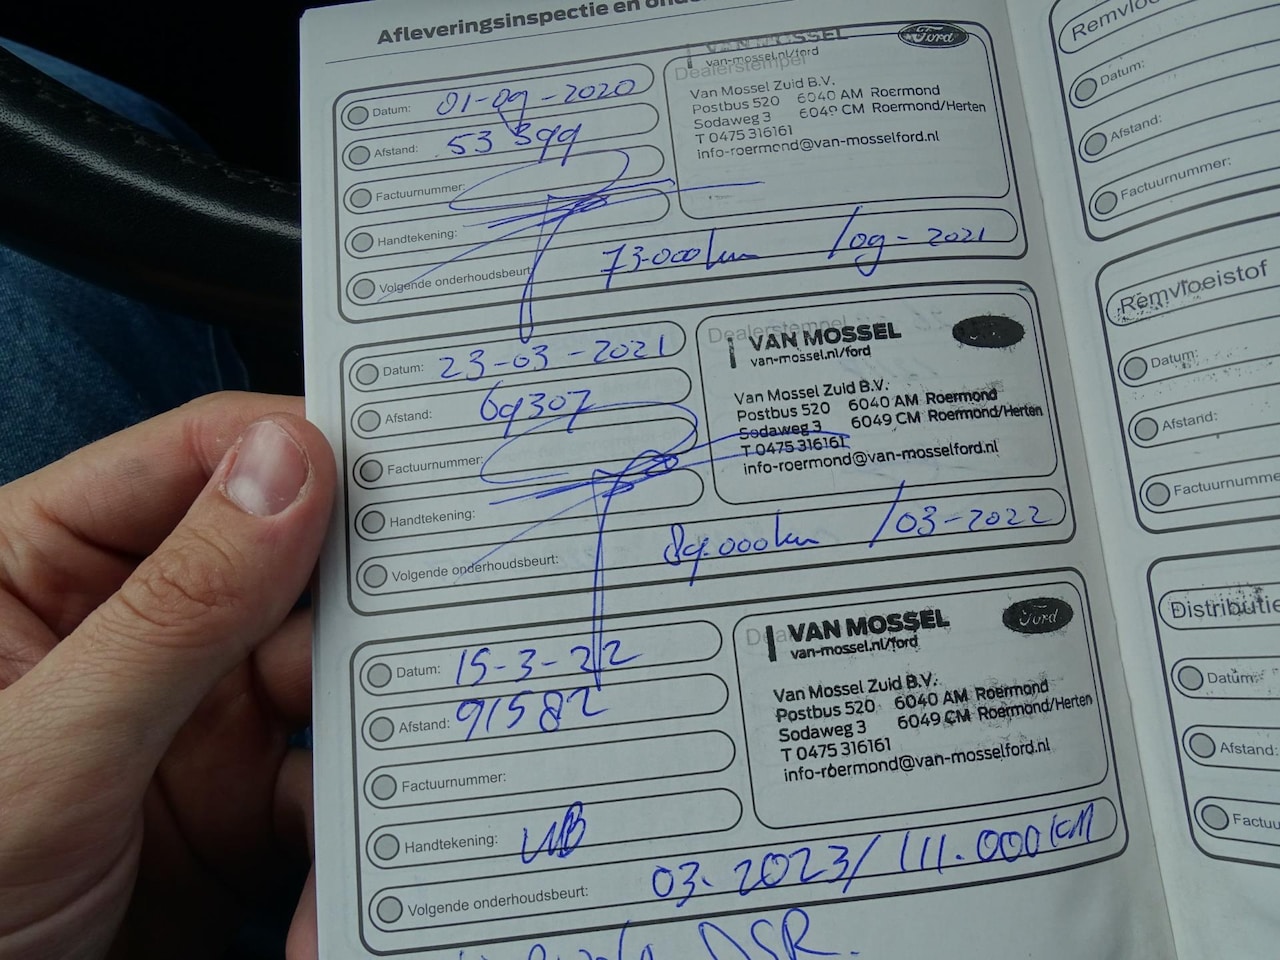 Afleveringsinspectie en
Datum: 01-09-2020
Afstand: 53399
Factuurnummer:
Handtekening:
Volgende onderhoudsbeurt: 73.000km /09-2021
VAN MOSSEL
van-mossel.nl/ford
Ford
Dealerstempel
Van Mossel Zuid B.V.
Postbus 520 6040 AM Roermond
Sodaweg 3 6049 CM Roermond/Herten
T 0475 316161
info-roermond@van-mosselford.nl
Datum: 23-03-2021
Afstand: 69307
Factuurnummer:
Handtekening:
Volgende onderhoudsbeurt: 89.000km /03-2022
Dealerstempel
VAN MOSSEL
van-mossel.nl/ford
Van Mossel Zuid B.V.
Postbus 520 6040 AM Roermond
Sodaweg 3 6049 CM Roermond/Herten
T 0475 316161
info-roermond@van-mosselford.nl
Datum: 15-3-22
Afstand: 91582
Factuurnummer:
Handtekening:
Volgende onderhoudsbeurt: 03-2023/111.000KM
VAN MOSSEL
van-mossel.nl/ford
Ford
Van Mossel Zuid B.V.
Postbus 520 6040 AM Roermond
Sodaweg 3 6049 CM Roermond/Herten
T 0475 316161
info-roermond@van-mosselford.nl
DSR.
Datum:
Afstand:
Factuurnummer:
Remvloeistof
Datum:
Afstand:
Factuurnumme
Distributie
Datum:
Afstand:
Factuu